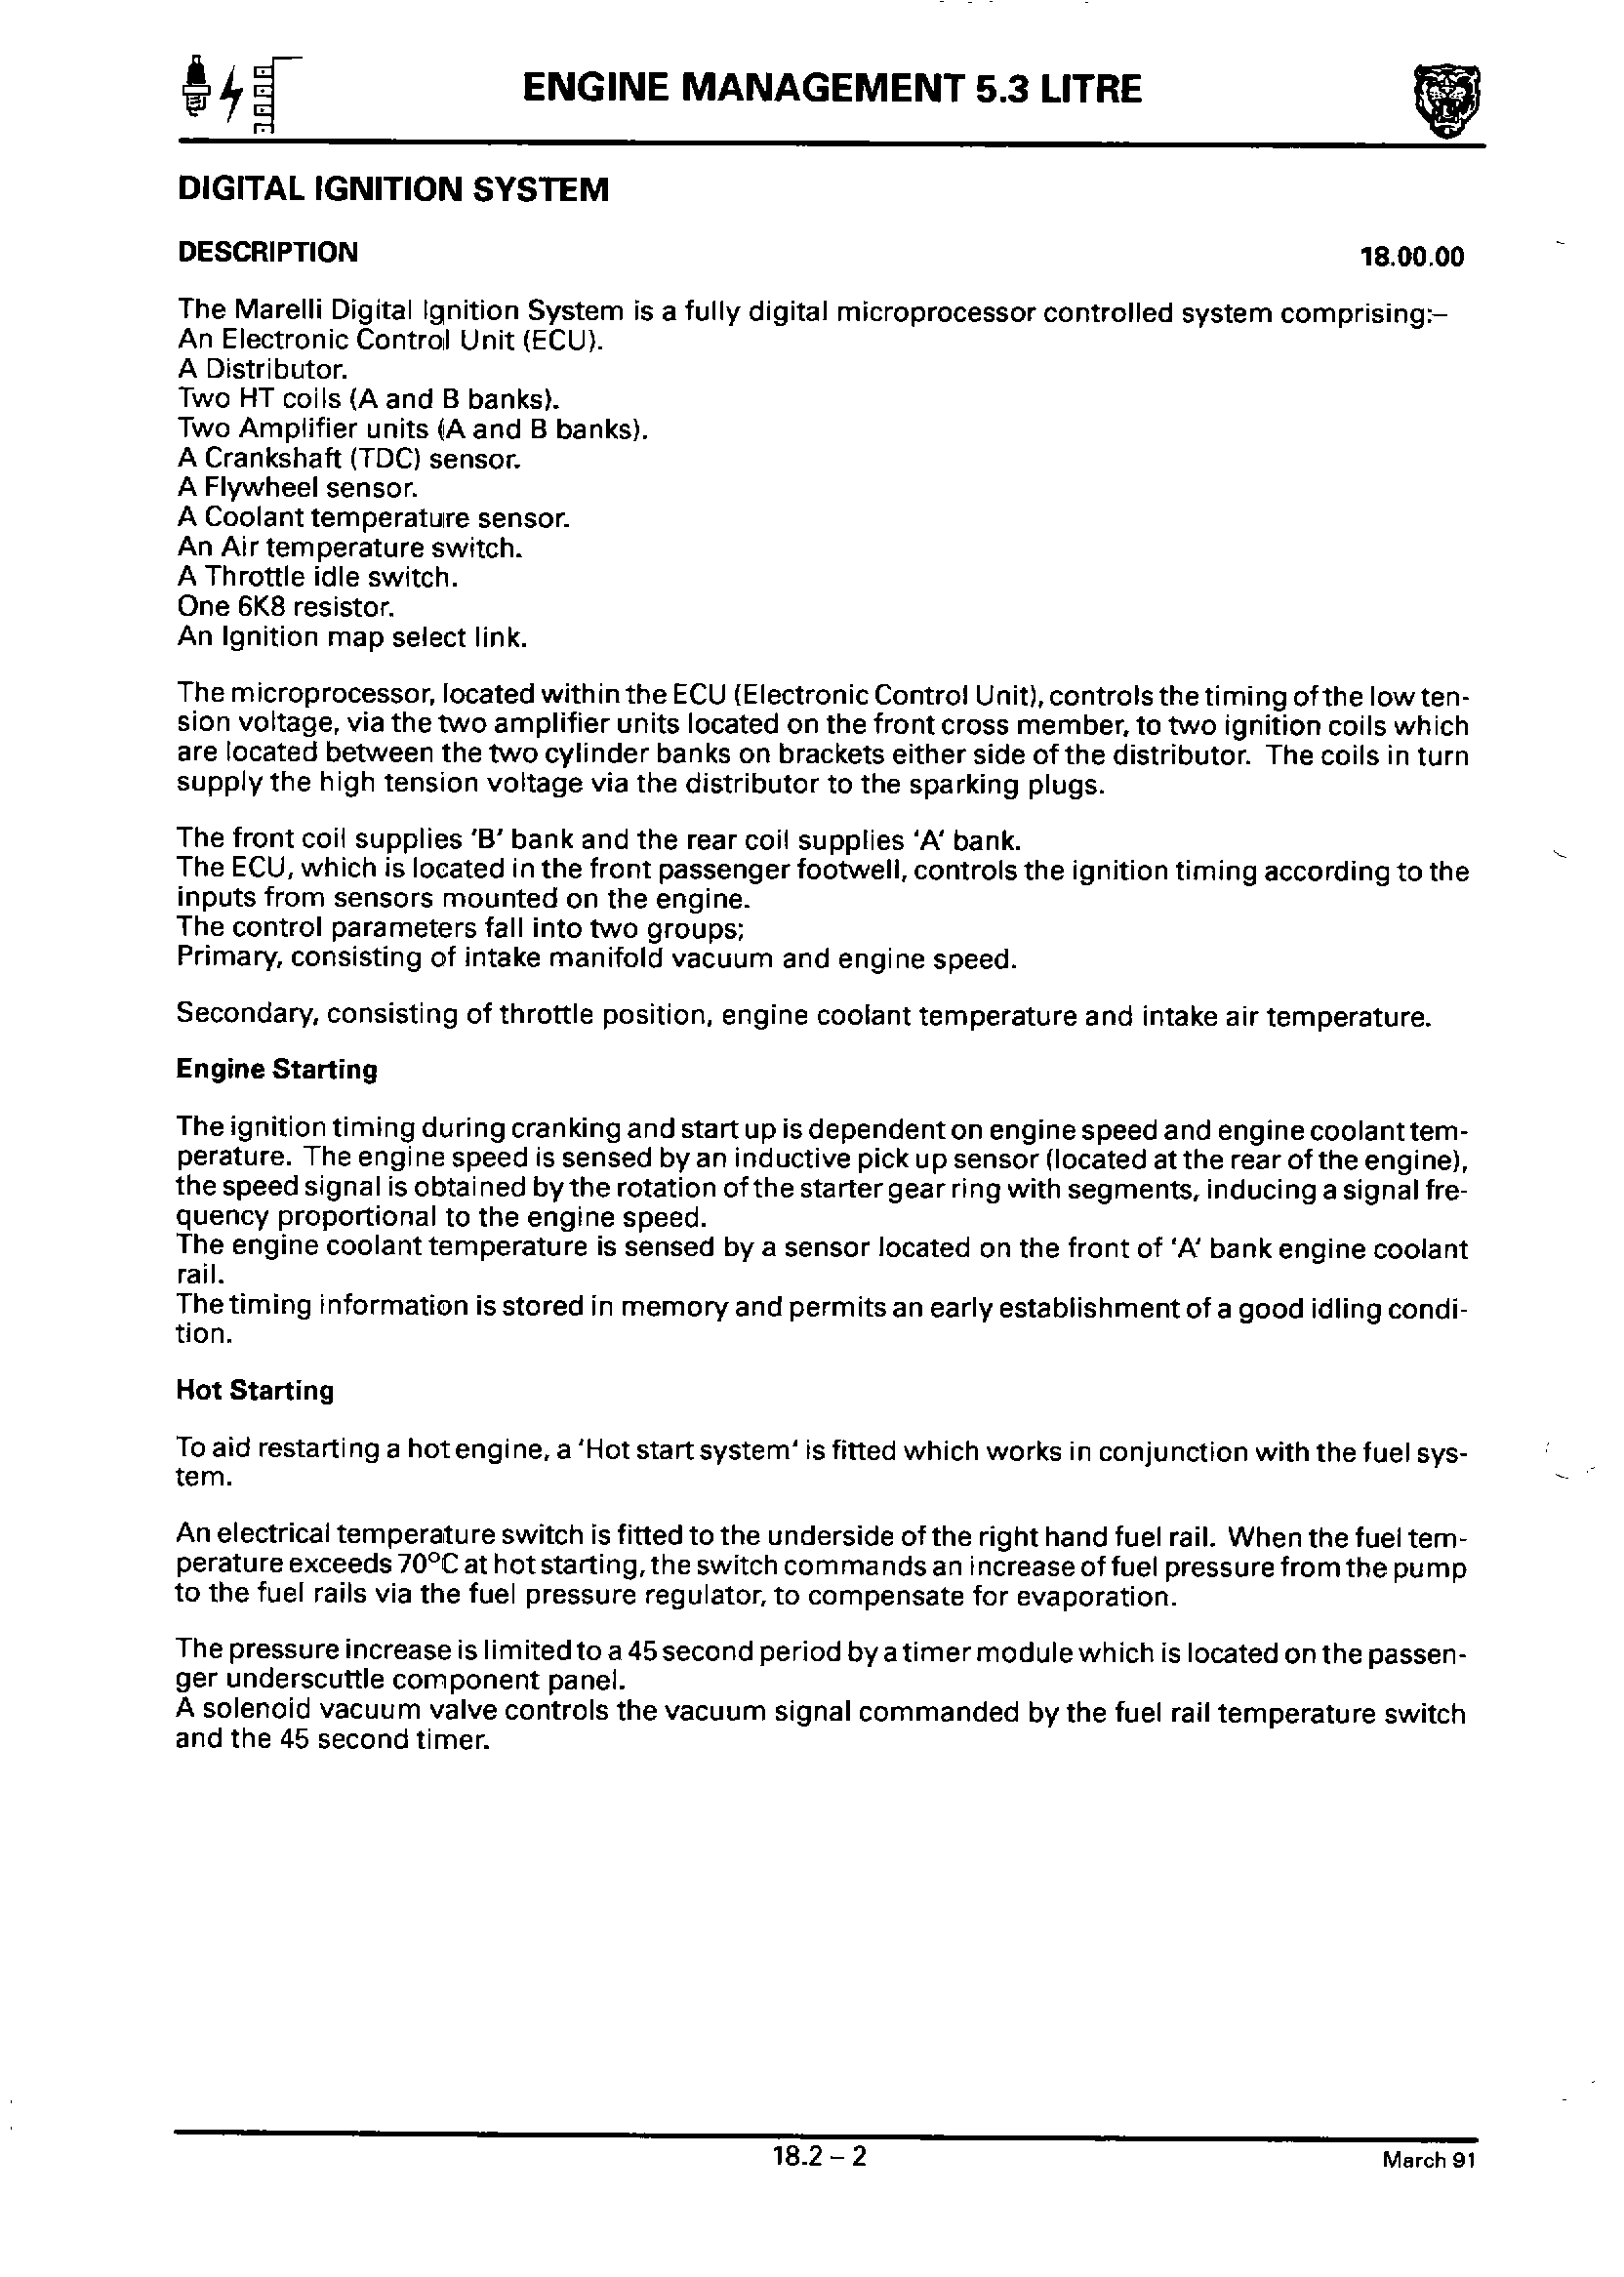 ENGINE MANAGEMENT 5.3 LITRE
DIGITAL IGNITION SYSTEM
DESCRIPTION 18.00.00
The Marelli Digital Ignition System is a fully digital microprocessor controlled system comprising:–
An Electronic Control Unit (ECU).
A Distributor.
Two HT coils (A and B banks).
Two Amplifier units (A and B banks).
A Crankshaft (TDC) sensor.
A Flywheel sensor.
A Coolant temperature sensor.
An Air temperature switch.
A Throttle idle switch.
One 6K8 resistor.
An Ignition map select link.
The microprocessor, located within the ECU (Electronic Control Unit), controls the timing of the low ten-
sion voltage, via the two amplifier units located on the front cross member, to two ignition coils which
are located between the two cylinder banks on brackets either side of the distributor. The coils in turn
supply the high tension voltage via the distributor to the sparking plugs.
The front coil supplies 'B' bank and the rear coil supplies 'A' bank.
The ECU, which is located in the front passenger footwell, controls the ignition timing according to the
inputs from sensors mounted on the engine.
The control parameters fall into two groups;
Primary, consisting of intake manifold vacuum and engine speed.
Secondary, consisting of throttle position, engine coolant temperature and intake air temperature.
Engine Starting
The ignition timing during cranking and start up is dependent on engine speed and engine coolant tem-
perature. The engine speed is sensed by an inductive pick up sensor (located at the rear of the engine),
the speed signal is obtained by the rotation of the starter gear ring with segments, inducing a signal fre-
quency proportional to the engine speed.
The engine coolant temperature is sensed by a sensor located on the front of 'A' bank engine coolant
rail.
The timing information is stored in memory and permits an early establishment of a good idling condi-
tion.
Hot Starting
To aid restarting a hot engine, a 'Hot start system' is fitted which works in conjunction with the fuel sys-
tem.
An electrical temperature switch is fitted to the underside of the right hand fuel rail. When the fuel tem-
perature exceeds 70°C at hot starting, the switch commands an increase of fuel pressure from the pump
to the fuel rails via the fuel pressure regulator, to compensate for evaporation.
The pressure increase is limited to a 45 second period by a timer module which is located on the passen-
ger underscuttle component panel.
A solenoid vacuum valve controls the vacuum signal commanded by the fuel rail temperature switch
and the 45 second timer.
18.2 – 2
March 91